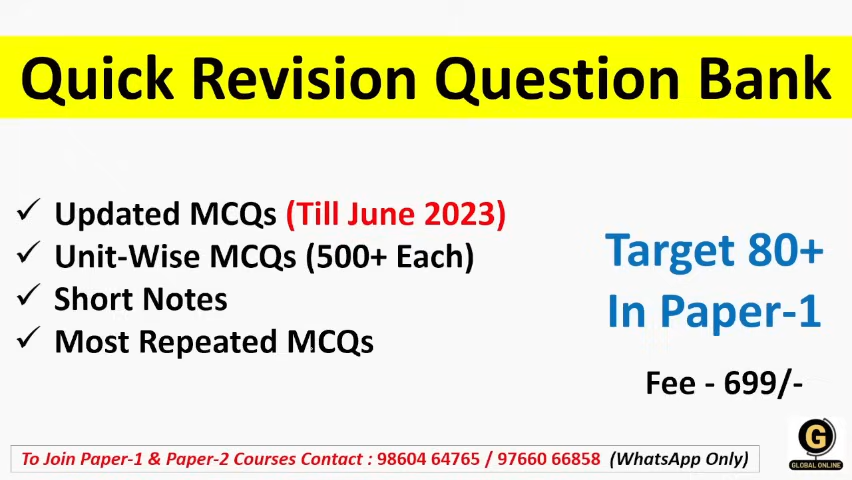 Quick Revision Question Bank
✓ Updated MCQs (Till June 2023)
✓ Unit-Wise MCQs (500+ Each)
✓ Short Notes
✓ Most Repeated MCQs
Target 80+
In Paper-1
Fee - 699/-
G
GLOBAL ONLINE
To Join Paper-1 & Paper-2 Courses Contact : 98604 64765 / 97660 66858 (WhatsApp Only)